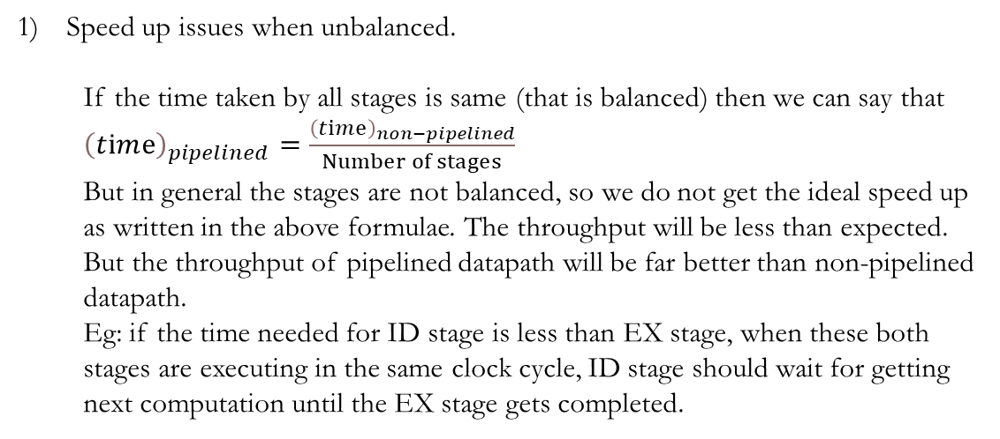 1) Speed up issues when unbalanced.
If the time taken by all stages is same (that is balanced) then we can say that
(time)pipelined = (time)non−pipelined / Number of stages
But in general the stages are not balanced, so we do not get the ideal speed up
as written in the above formulae. The throughput will be less than expected.
But the throughput of pipelined datapath will be far better than non-pipelined
datapath.
Eg: if the time needed for ID stage is less than EX stage, when these both
stages are executing in the same clock cycle, ID stage should wait for getting
next computation until the EX stage gets completed.